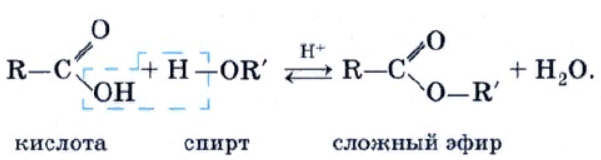 R—C(=O)—OH + H—OR′ ⇌ R—C(=O)—O—R′ + H₂O.
H⁺
кислота спирт сложный эфир